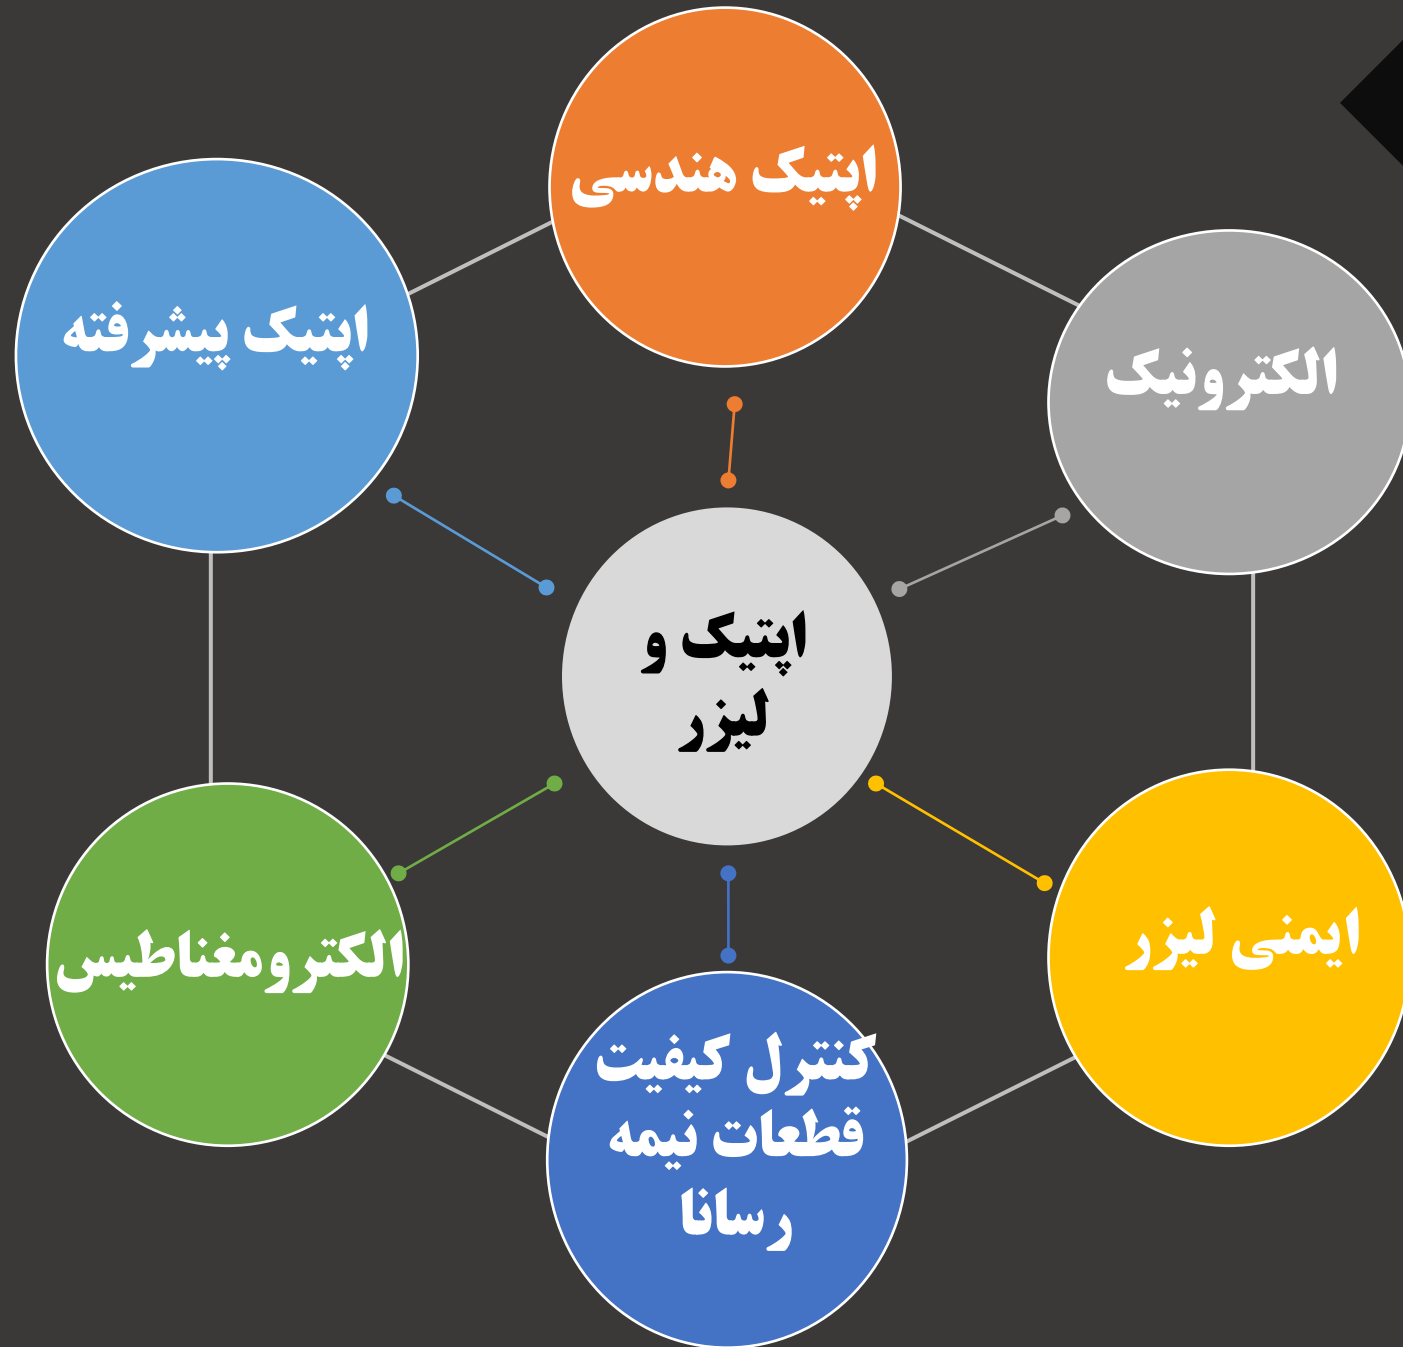 اپتیک هندسی
اپتیک پیشرفته
الکترونیک
اپتیک و
لیزر
ایمنی لیزر
الکترومغناطیس
کنترل کیفیت
قطعات نیمه
رسانا